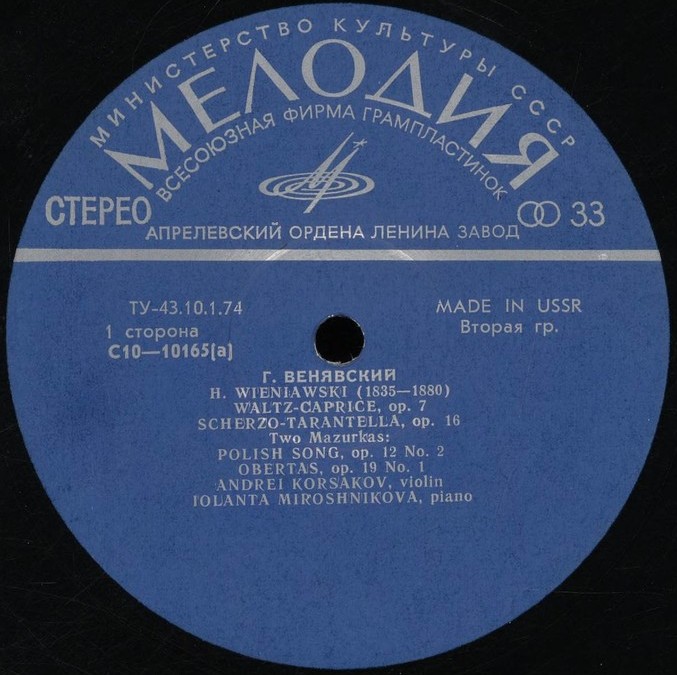 МИНИСТЕРСТВО КУЛЬТУРЫ СССР
МЕЛОДИЯ
ВСЕСОЮЗНАЯ ФИРМА ГРАМПЛАСТИНОК
СТЕРЕО 33
АПРЕЛЕВСКИЙ ОРДЕНА ЛЕНИНА ЗАВОД
ТУ-43.10.1.74 MADE IN USSR
1 сторона Вторая гр.
С10—10165(а)
Г. ВЕНЯВСКИЙ
H. WIENIAWSKI (1835—1880)
WALTZ-CAPRICE, op. 7
SCHERZO-TARANTELLA, op. 16
Two Mazurkas:
POLISH SONG, op. 12 No. 2
OBERTAS, op. 19 No. 1
ANDREI KORSAKOV, violin
IOLANTA MIROSHNIKOVA, piano